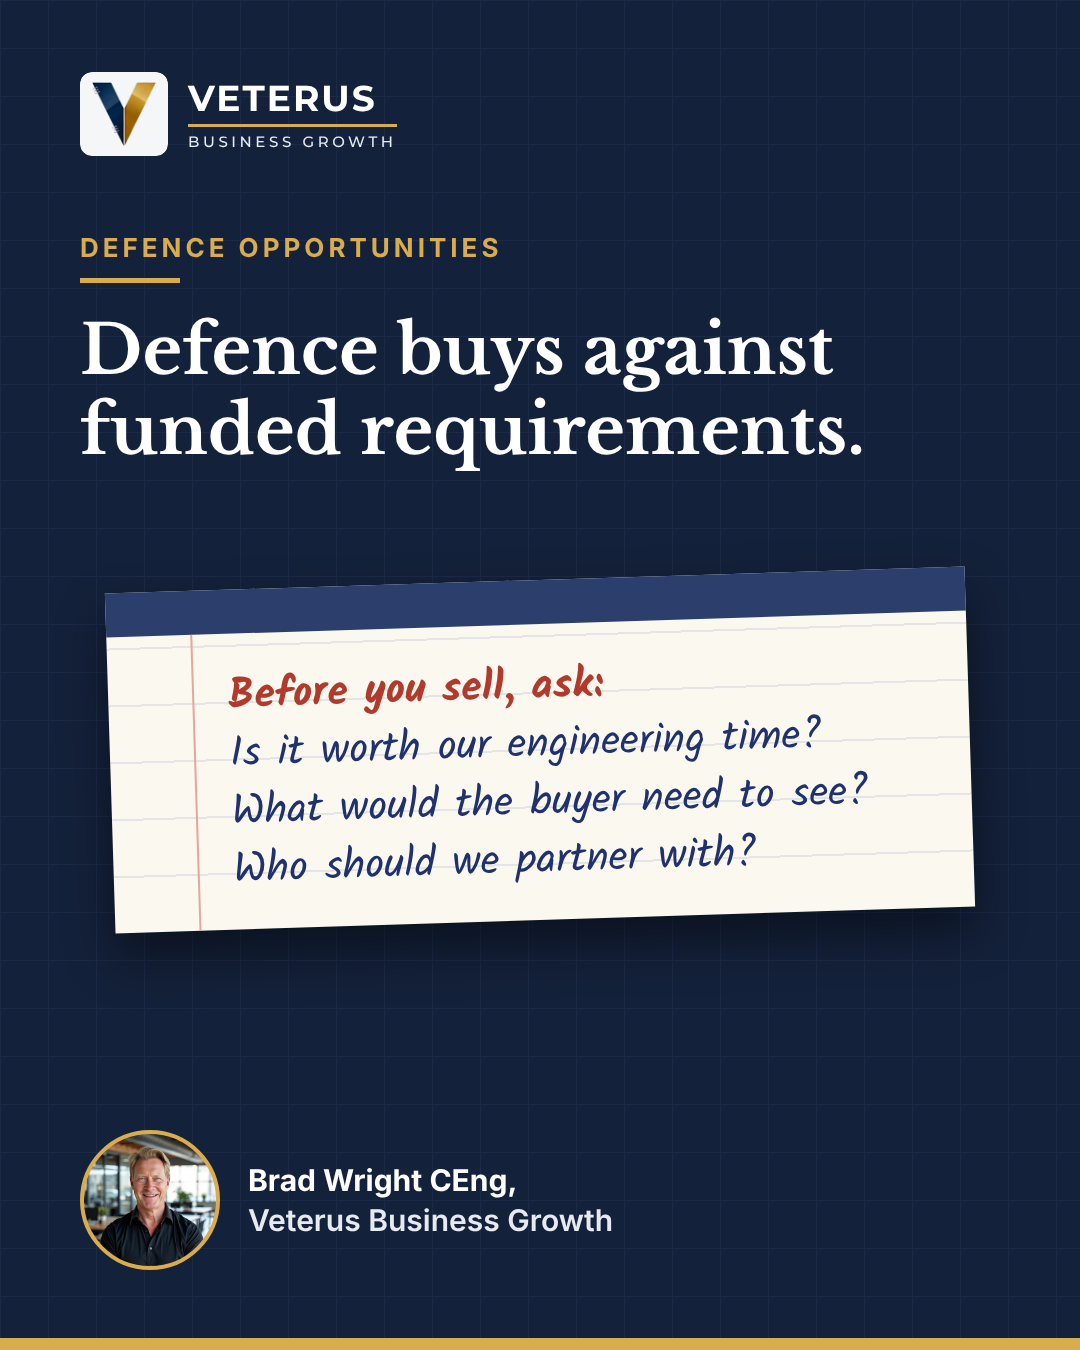 VETERUS
BUSINESS GROWTH
DEFENCE OPPORTUNITIES
Defence buys against
funded requirements.
Before you sell, ask:
Is it worth our engineering time?
What would the buyer need to see?
Who should we partner with?
Brad Wright CEng,
Veterus Business Growth